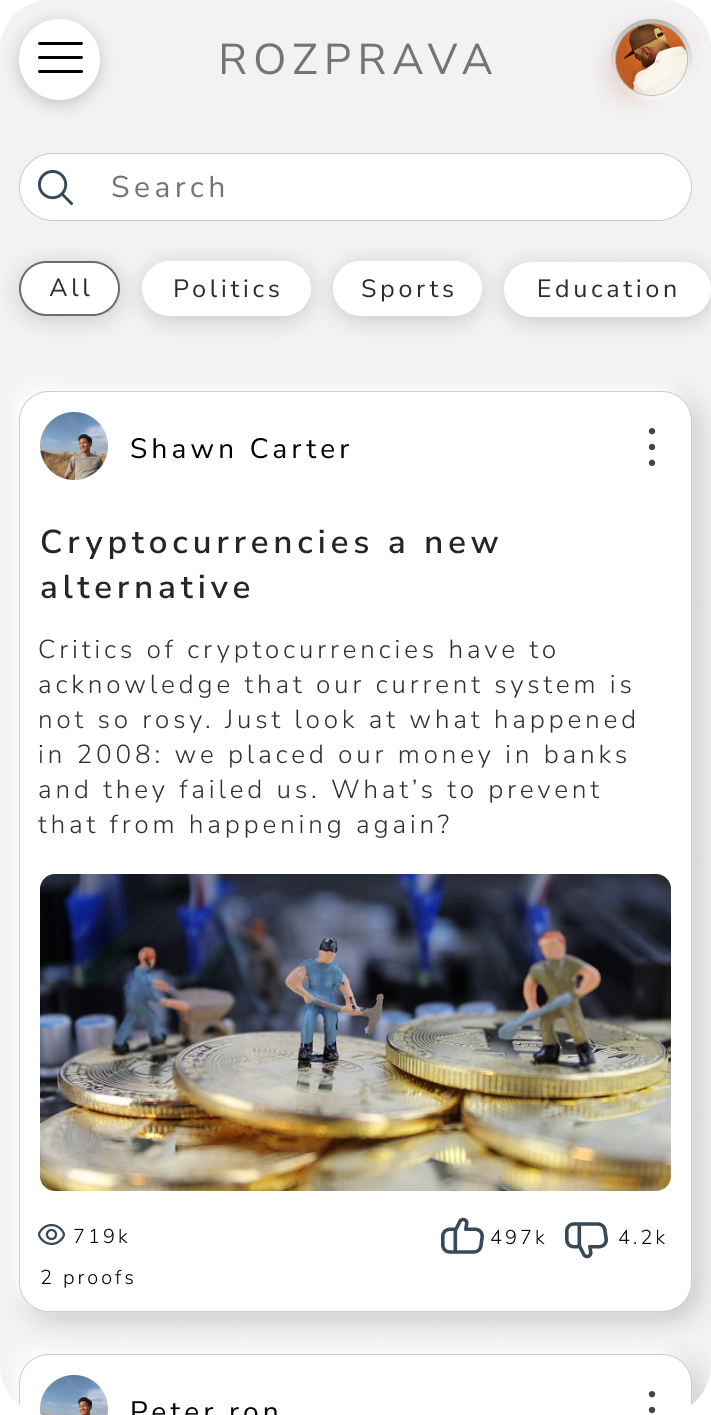 ROZPRAVA
Search
All Politics Sports Education
Shawn Carter
Cryptocurrencies a new
alternative
Critics of cryptocurrencies have to
acknowledge that our current system is
not so rosy. Just look at what happened
in 2008: we placed our money in banks
and they failed us. What’s to prevent
that from happening again?
719k 497k 4.2k
2 proofs
Peter ron